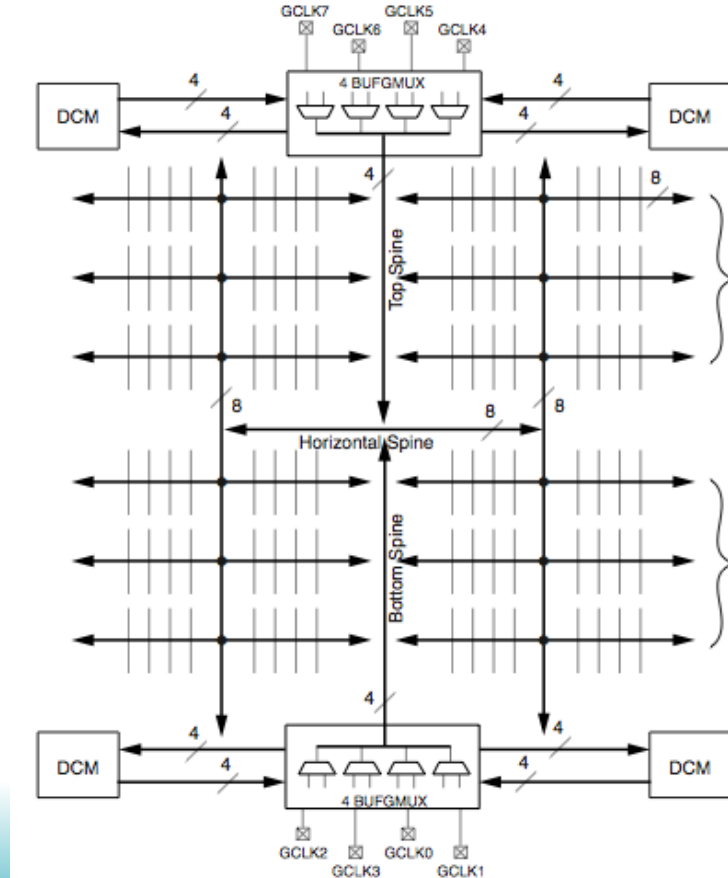 GCLK7 GCLK5
GCLK6 GCLK4
4 4 BUFGMUX 4
DCM DCM
4 4
4 8
Top Spine
8 8 8
Horizontal Spine
Bottom Spine
4
4 4
DCM DCM
4 4
4 BUFGMUX
GCLK2 GCLK0
GCLK3 GCLK1